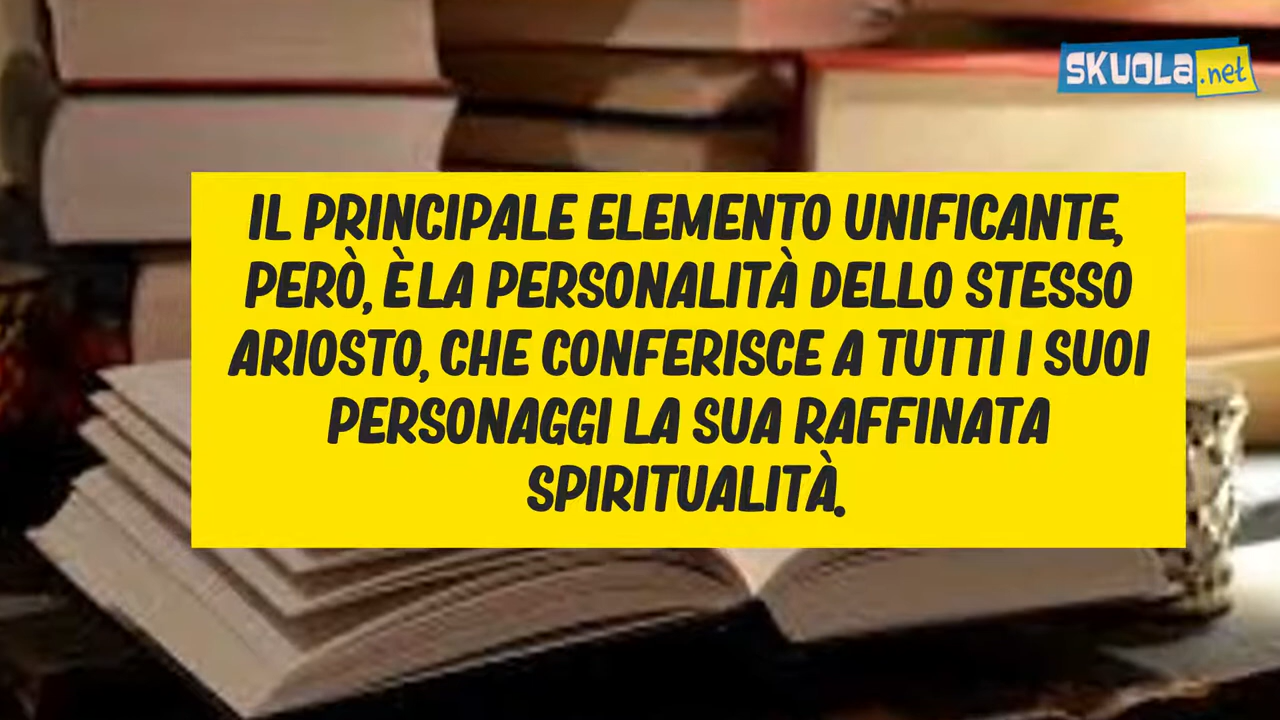 SKUOLA.net
IL PRINCIPALE ELEMENTO UNIFICANTE,
PERÒ, È LA PERSONALITÀ DELLO STESSO
ARIOSTO, CHE CONFERISCE A TUTTI I SUOI
PERSONAGGI LA SUA RAFFINATA
SPIRITUALITÀ.